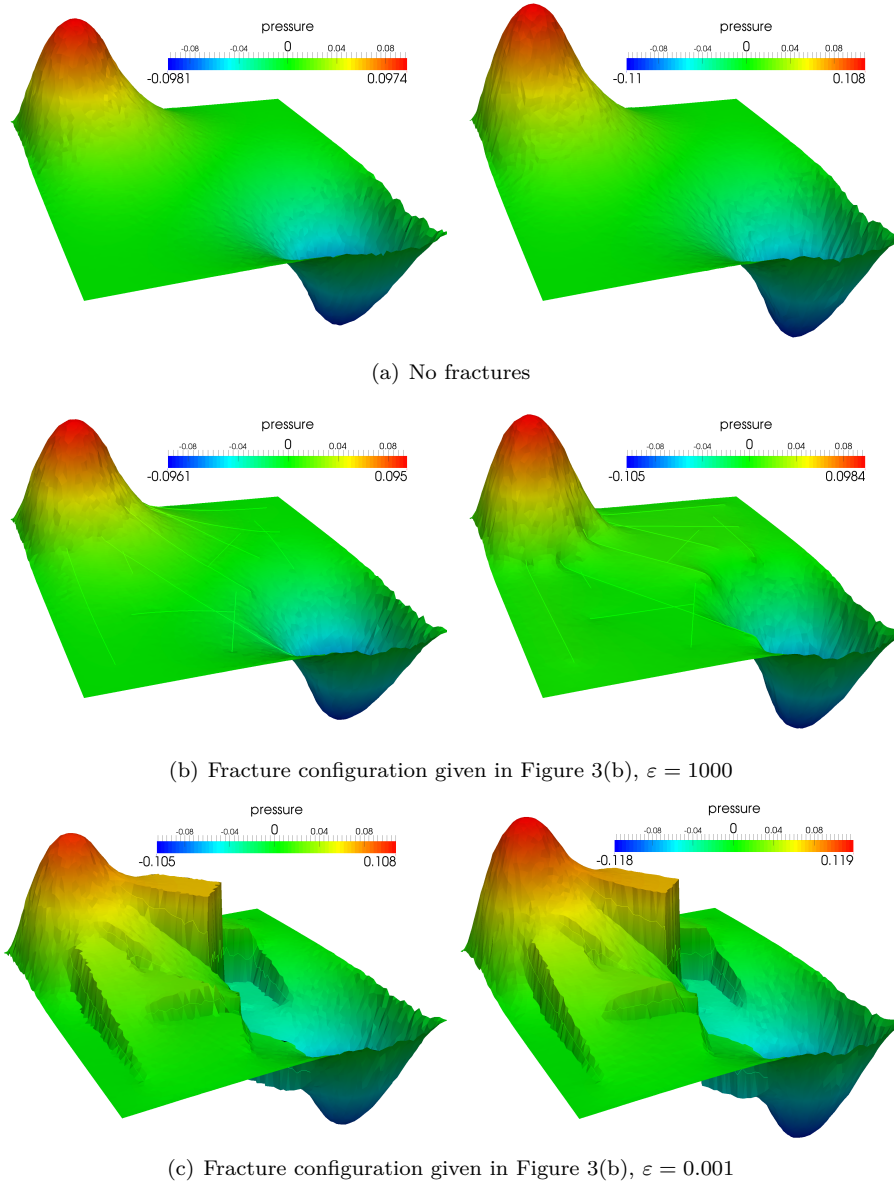 pressure
-0.08 -0.04 0 0.04 0.08
-0.0981 0.0974
pressure
-0.08 -0.04 0 0.04 0.08
-0.11 0.108
(a) No fractures
pressure
-0.08 -0.04 0 0.04 0.08
-0.0961 0.095
pressure
-0.08 -0.04 0 0.04 0.08
-0.105 0.0984
(b) Fracture configuration given in Figure 3(b), ε = 1000
pressure
-0.08 -0.04 0 0.04 0.08
-0.105 0.108
pressure
-0.08 -0.04 0 0.04 0.08
-0.118 0.119
(c) Fracture configuration given in Figure 3(b), ε = 0.001